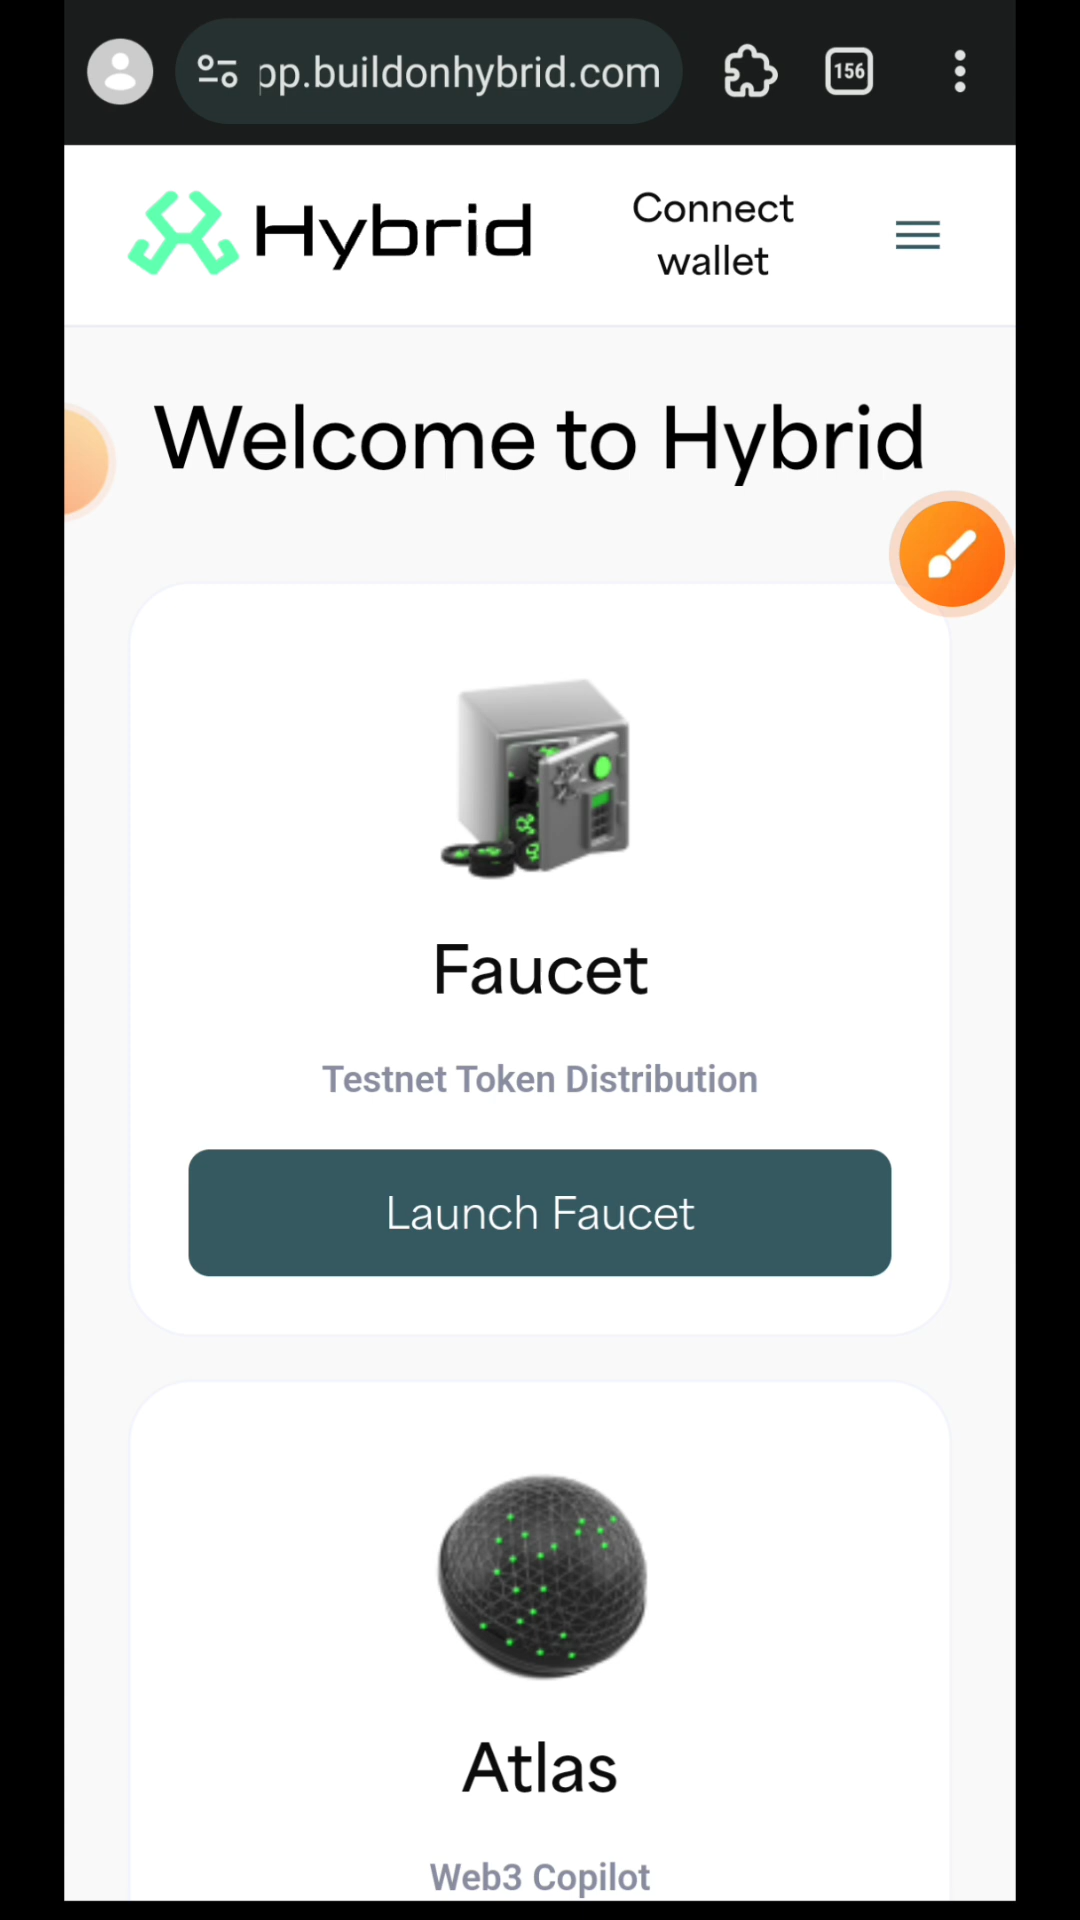 pp.buildonhybrid.com
156
Hybrid
Connect
wallet
Welcome to Hybrid
Faucet
Testnet Token Distribution
Launch Faucet
Atlas
Web3 Copilot